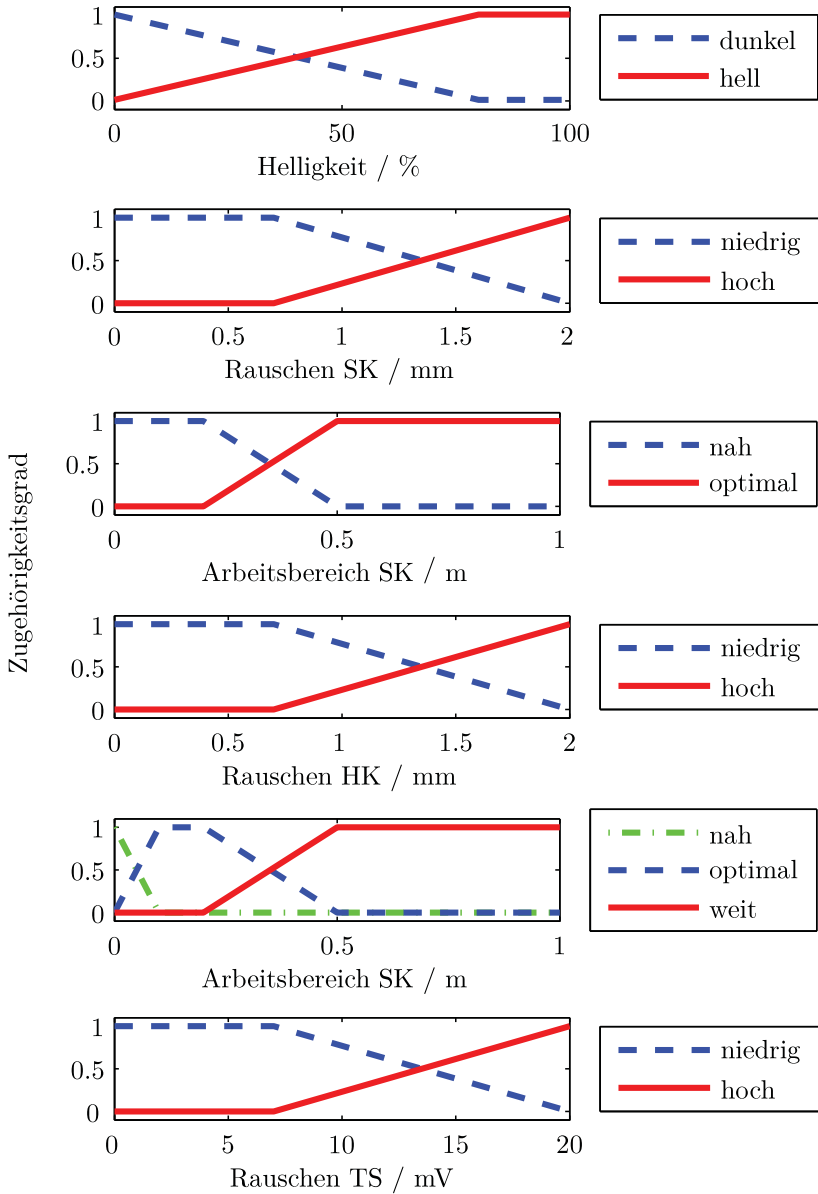 Zugehörigkeitsgrad
1
0.5
0
0 50 100
Helligkeit / %
dunkel
hell
1
0.5
0
0 0.5 1 1.5 2
Rauschen SK / mm
niedrig
hoch
1
0.5
0
0 0.5 1
Arbeitsbereich SK / m
nah
optimal
1
0.5
0
0 0.5 1 1.5 2
Rauschen HK / mm
niedrig
hoch
1
0.5
0
0 0.5 1
Arbeitsbereich SK / m
nah
optimal
weit
1
0.5
0
0 5 10 15 20
Rauschen TS / mV
niedrig
hoch